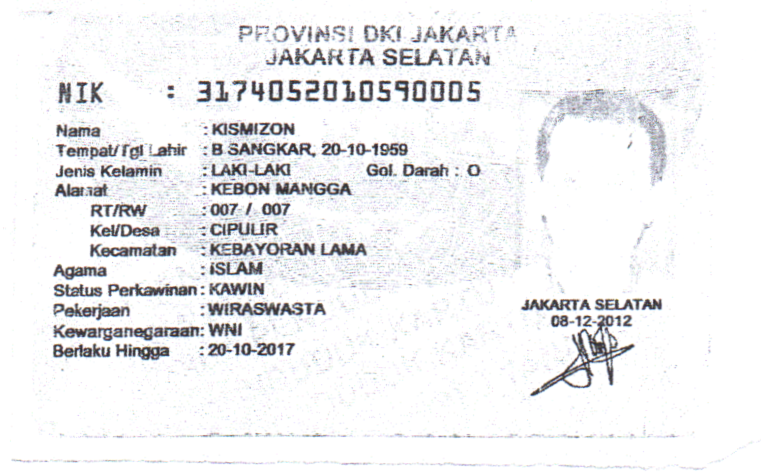 PROVINSI DKI JAKARTA
JAKARTA SELATAN
NIK : 3174052010590005
Nama : KISMIZON
Tempat/Tgl Lahir : B SANGKAR, 20-10-1959
Jenis Kelamin : LAKI-LAKI Gol. Darah : O
Alamat : KEBON MANGGA
RT/RW : 007 / 007
Kel/Desa : CIPULIR
Kecamatan : KEBAYORAN LAMA
Agama : ISLAM
Status Perkawinan : KAWIN
Pekerjaan : WIRASWASTA
Kewarganegaraan : WNI
Berlaku Hingga : 20-10-2017
JAKARTA SELATAN
08-12-2012